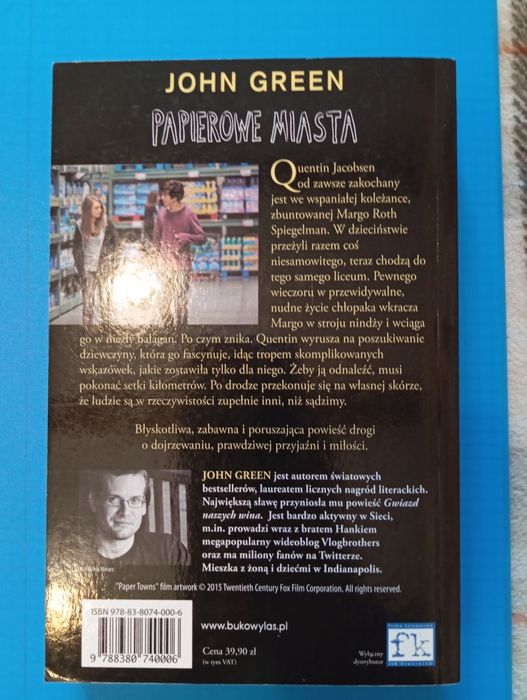 JOHN GREEN
PAPIEROWE MIASTA
Quentin Jacobsen
od zawsze zakochany
jest we wspaniałej koleżance,
zbuntowanej Margo Roth
Spiegelman. W dzieciństwie
przeżyli razem coś
niesamowitego, teraz chodzą do
tego samego liceum. Pewnego
wieczoru w przewidywalne,
nudne życie chłopaka wkracza
Margo w stroju nindży i wciąga
go w niezły bałagan. Po czym znika. Quentin wyrusza na poszukiwanie
dziewczyny, która go fascynuje, idąc tropem skomplikowanych
wskazówek, jakie zostawiła tylko dla niego. Żeby ją odnaleźć, musi
pokonać setki kilometrów. Po drodze przekonuje się na własnej skórze,
że ludzie są w rzeczywistości zupełnie inni, niż sądzimy.
Błyskotliwa, zabawna i poruszająca powieść drogi
o dojrzewaniu, prawdziwej przyjaźni i miłości.
JOHN GREEN jest autorem światowych
bestsellerów, laureatem licznych nagród literackich.
Największą sławę przyniosła mu powieść Gwiazd
naszych wina. Jest bardzo aktywny w Sieci,
m.in. prowadzi wraz z bratem Hankiem
megapopularny wideoblog Vlogbrothers
oraz ma miliony fanów na Twitterze.
Mieszka z żoną i dziećmi w Indianapolis.
"Paper Towns" film artwork © 2015 Twentieth Century Fox Film Corporation. All rights reserved.
ISBN 978-83-8074-000-6
9 788380 740006
www.bukowylas.pl
Cena 39,90 zł
(w tym VAT)
Wyłączny
dystrybutor
firma księgarska
fk